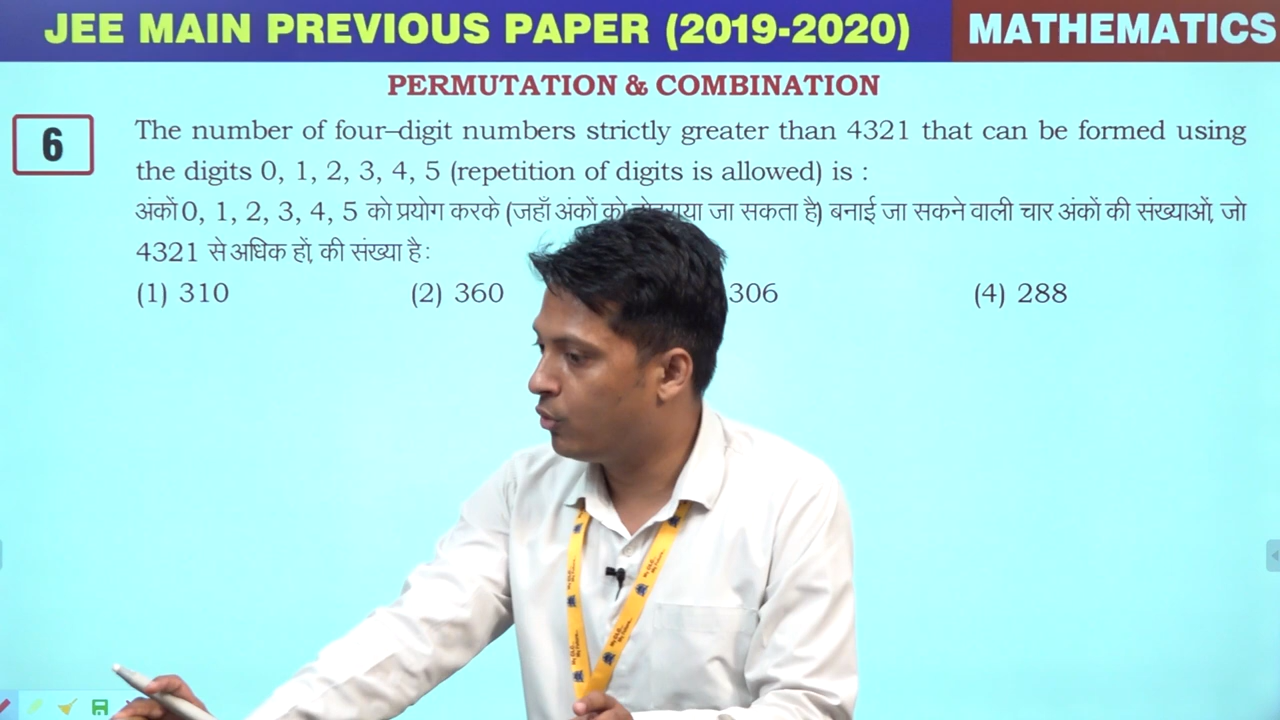 JEE MAIN PREVIOUS PAPER (2019-2020) MATHEMATICS
PERMUTATION & COMBINATION
6 The number of four–digit numbers strictly greater than 4321 that can be formed using
the digits 0, 1, 2, 3, 4, 5 (repetition of digits is allowed) is :
अंकों 0, 1, 2, 3, 4, 5 को प्रयोग करके (जहाँ अंकों को जा सकता है) बनाई जा सकने वाली चार अंकों की संख्याओं, जो
4321 से अधिक हों, की संख्या है :
(1) 310 (2) 360 306 (4) 288